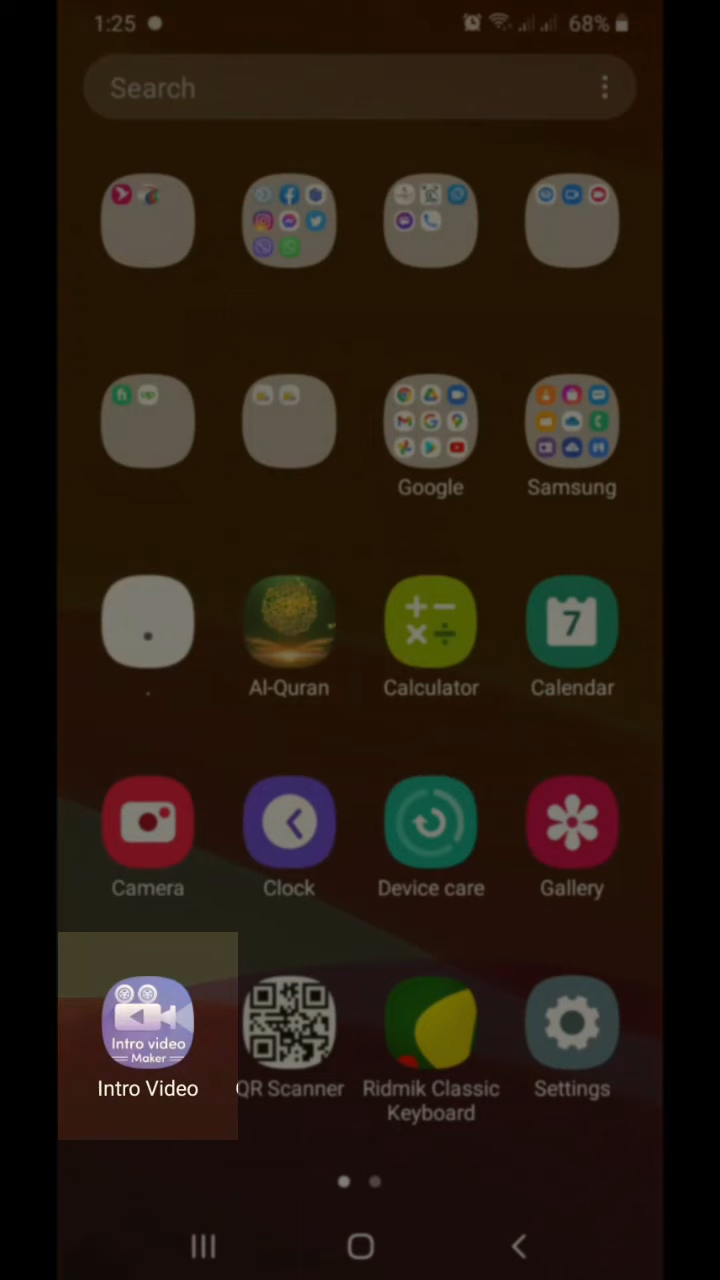 1:25
68%
Search
Google
Samsung
7
.
Al-Quran
Calculator
Calendar
Camera
Clock
Device care
Gallery
Intro video
Maker
Intro Video
QR Scanner
Ridmik Classic
Keyboard
Settings